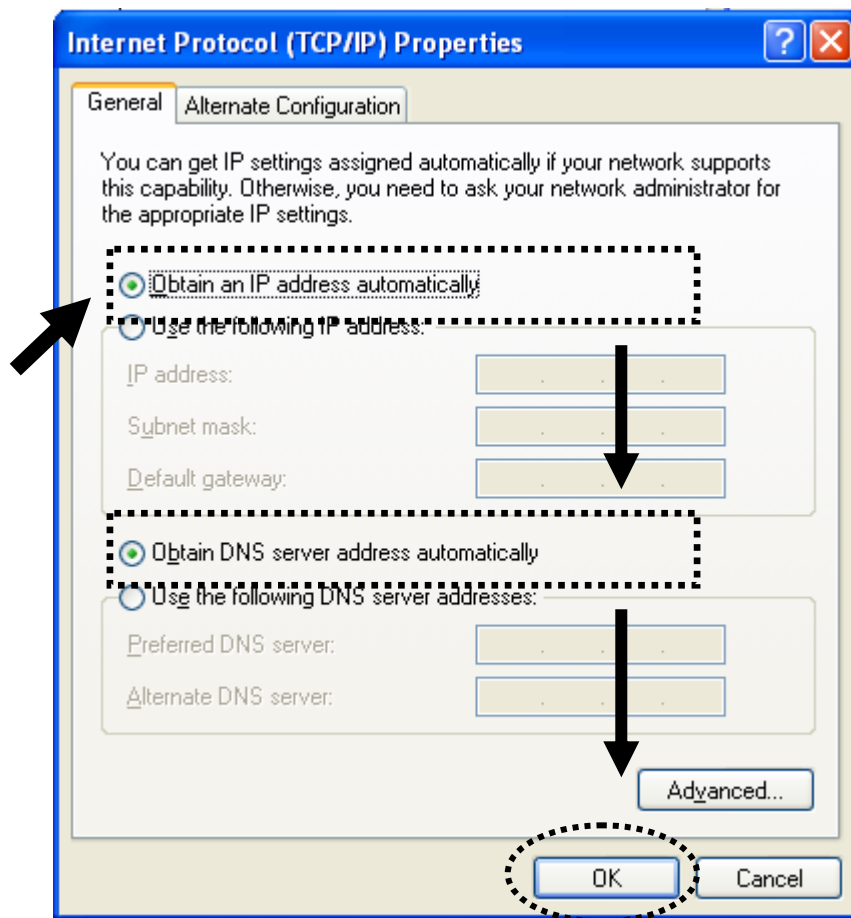 Internet Protocol (TCP/IP) Properties
General
Alternate Configuration
You can get IP settings assigned automatically if your network supports
this capability. Otherwise, you need to ask your network administrator for
the appropriate IP settings.
Obtain an IP address automatically
Use the following IP address:
IP address:
Subnet mask:
Default gateway:
Obtain DNS server address automatically
Use the following DNS server addresses:
Preferred DNS server:
Alternate DNS server:
Advanced...
OK
Cancel